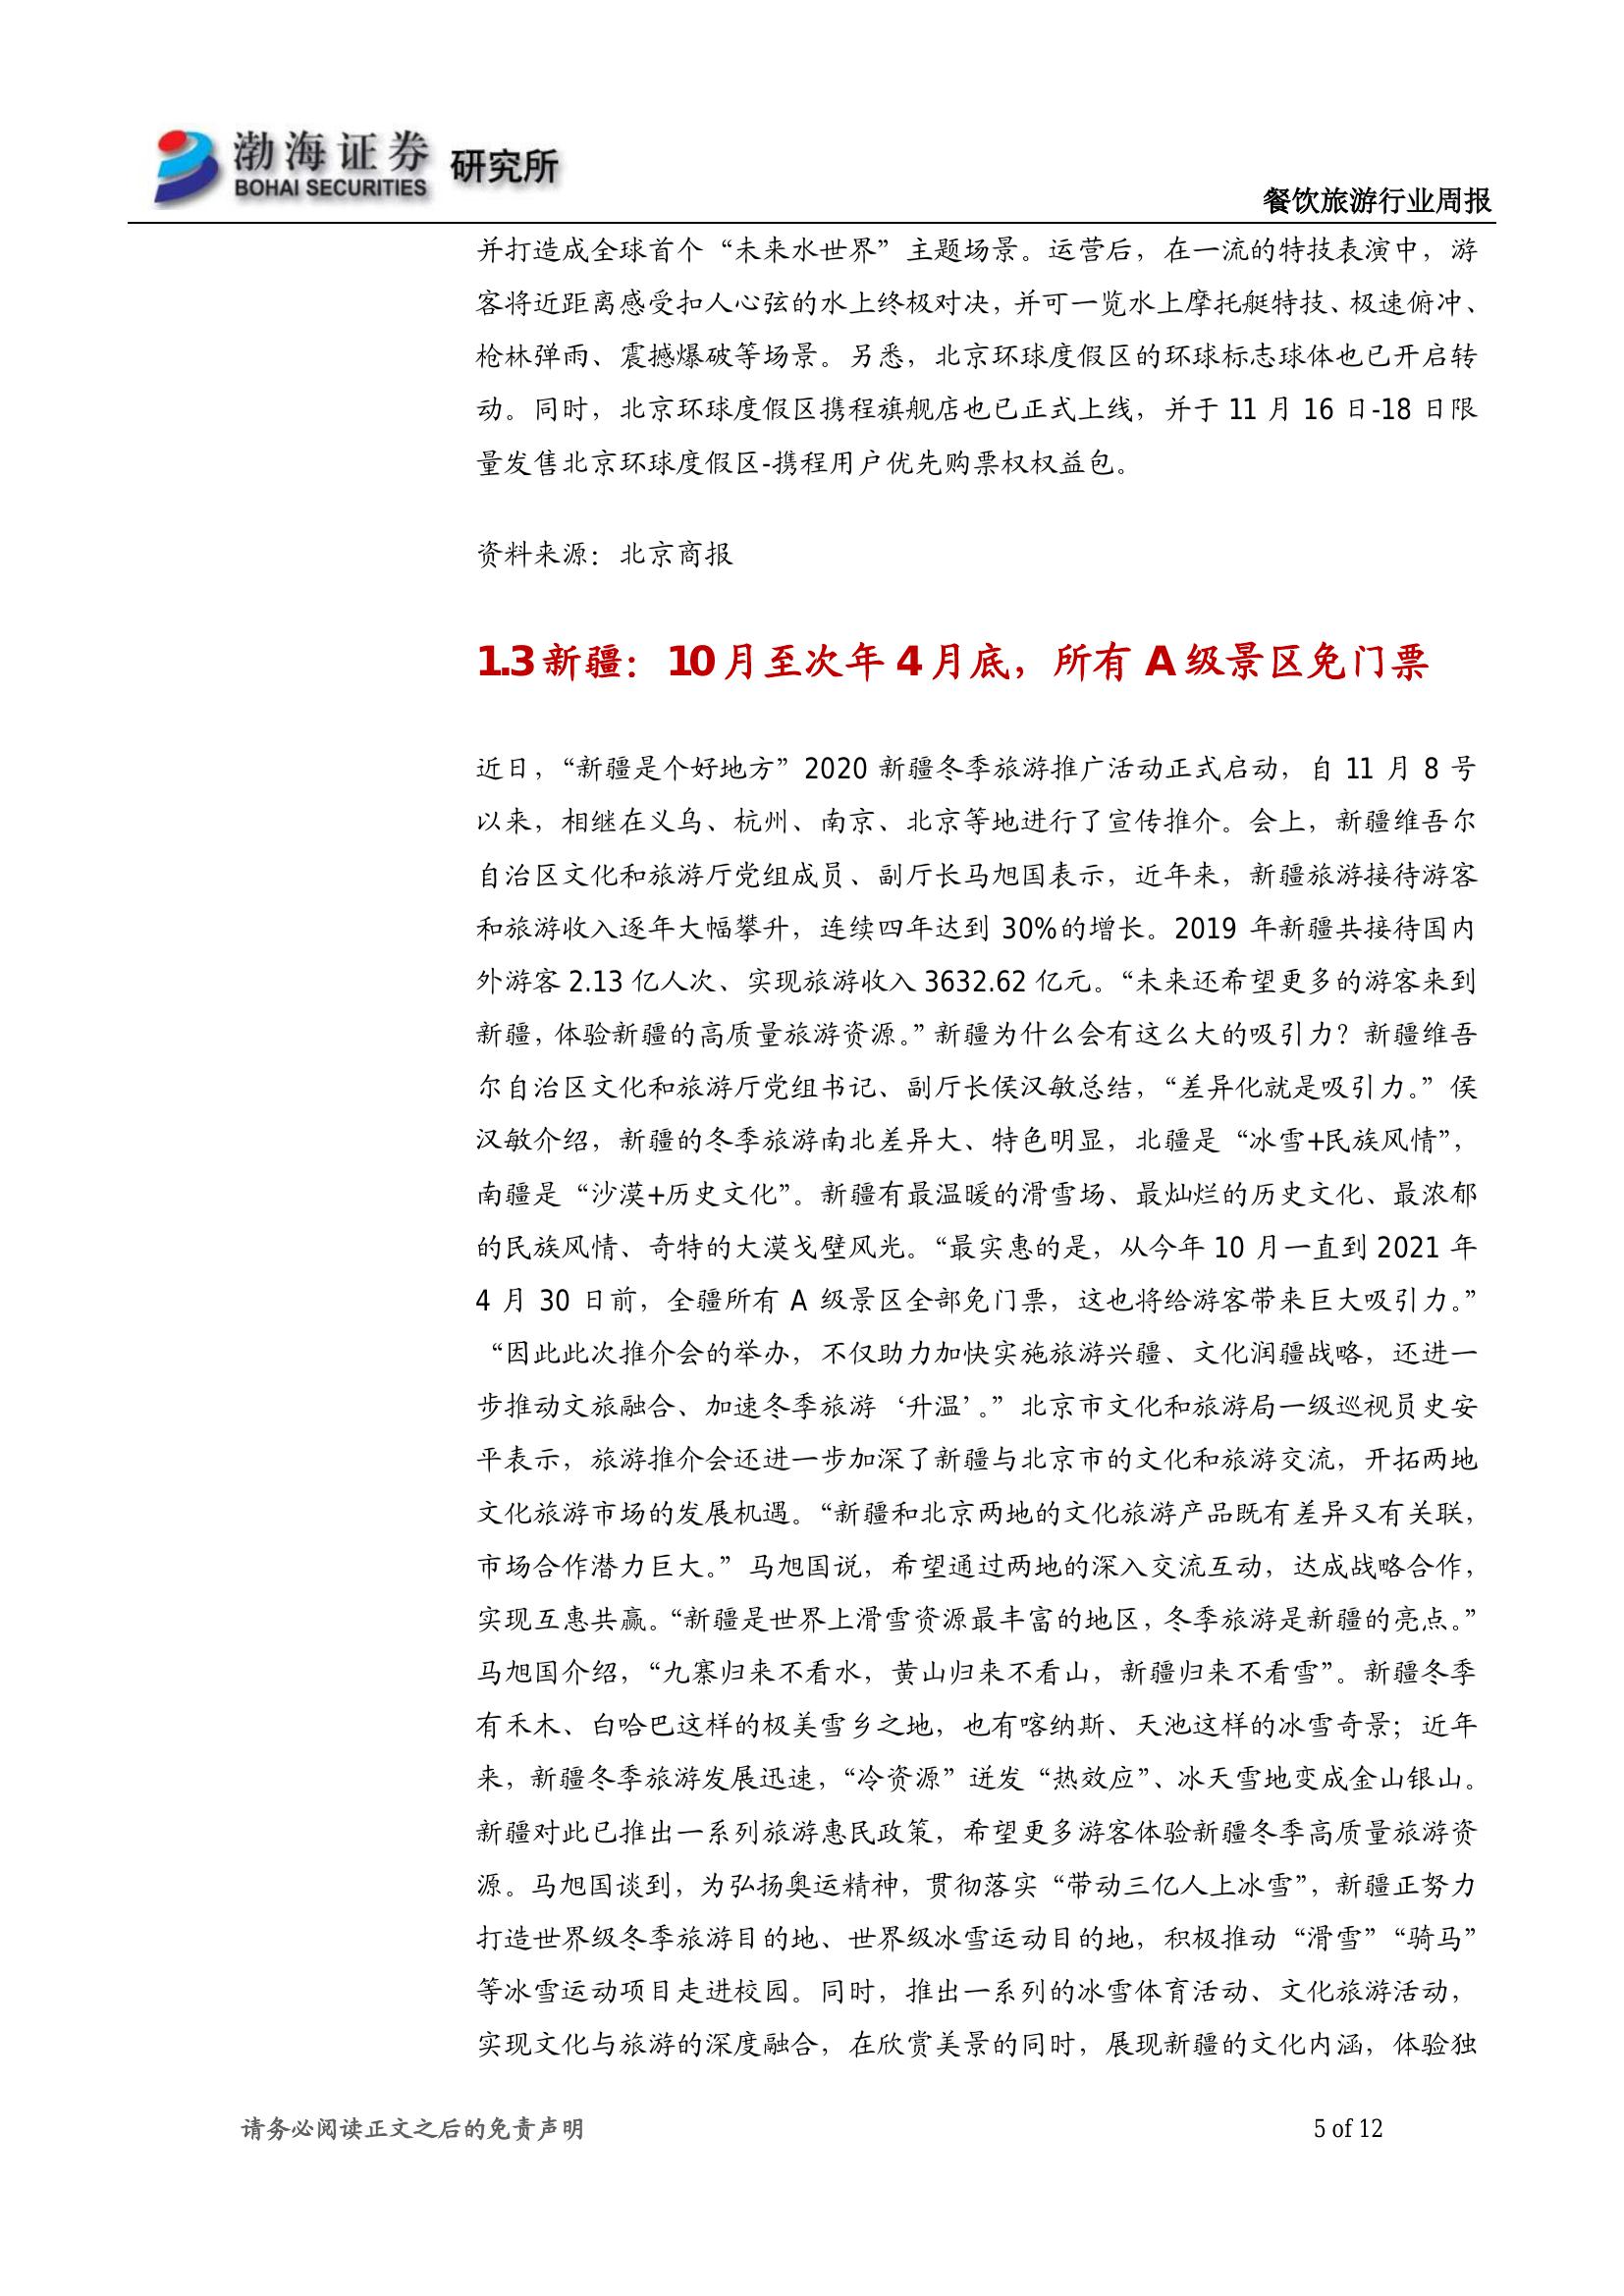 渤海证券 研究所
BOHAI SECURITIES
餐饮旅游行业周报
并打造成全球首个“未来水世界”主题场景。运营后，在一流的特技表演中，游
客将近距离感受扣人心弦的水上终极对决，并可一览水上摩托艇特技、极速俯冲、
枪林弹雨、震撼爆破等场景。另悉，北京环球度假区的环球标志球体也已开启转
动。同时，北京环球度假区携程旗舰店也已正式上线，并于 11 月 16 日-18 日限
量发售北京环球度假区-携程用户优先购票权权益包。
资料来源：北京商报
1.3 新疆：10 月至次年 4 月底，所有 A 级景区免门票
近日，“新疆是个好地方”2020 新疆冬季旅游推广活动正式启动，自 11 月 8 号
以来，相继在义乌、杭州、南京、北京等地进行了宣传推介。会上，新疆维吾尔
自治区文化和旅游厅党组成员、副厅长马旭国表示，近年来，新疆旅游接待游客
和旅游收入逐年大幅攀升，连续四年达到 30%的增长。2019 年新疆共接待国内
外游客 2.13 亿人次、实现旅游收入 3632.62 亿元。“未来还希望更多的游客来到
新疆，体验新疆的高质量旅游资源。”新疆为什么会有这么大的吸引力？新疆维吾
尔自治区文化和旅游厅党组书记、副厅长侯汉敏总结，“差异化就是吸引力。”侯
汉敏介绍，新疆的冬季旅游南北差异大、特色明显，北疆是“冰雪+民族风情”，
南疆是“沙漠+历史文化”。新疆有最温暖的滑雪场、最灿烂的历史文化、最浓郁
的民族风情、奇特的大漠戈壁风光。“最实惠的是，从今年 10 月一直到 2021 年
4 月 30 日前，全疆所有 A 级景区全部免门票，这也将给游客带来巨大吸引力。”
“因此此次推介会的举办，不仅助力加快实施旅游兴疆、文化润疆战略，还进一
步推动文旅融合、加速冬季旅游‘升温’。”北京市文化和旅游局一级巡视员史安
平表示，旅游推介会还进一步加深了新疆与北京市的文化和旅游交流，开拓两地
文化旅游市场的发展机遇。“新疆和北京两地的文化旅游产品既有差异又有关联，
市场合作潜力巨大。”马旭国说，希望通过两地的深入交流互动，达成战略合作，
实现互惠共赢。“新疆是世界上滑雪资源最丰富的地区，冬季旅游是新疆的亮点。”
马旭国介绍，“九寨归来不看水，黄山归来不看山，新疆归来不看雪”。新疆冬季
有禾木、白哈巴这样的极美雪乡之地，也有喀纳斯、天池这样的冰雪奇景；近年
来，新疆冬季旅游发展迅速，“冷资源”迸发“热效应”、冰天雪地变成金山银山。
新疆对此已推出一系列旅游惠民政策，希望更多游客体验新疆冬季高质量旅游资
源。马旭国谈到，为弘扬奥运精神，贯彻落实“带动三亿人上冰雪”，新疆正努力
打造世界级冬季旅游目的地、世界级冰雪运动目的地，积极推动“滑雪”“骑马”
等冰雪运动项目走进校园。同时，推出一系列的冰雪体育活动、文化旅游活动，
实现文化与旅游的深度融合，在欣赏美景的同时，展现新疆的文化内涵，体验独
请务必阅读正文之后的免责声明
5 of 12